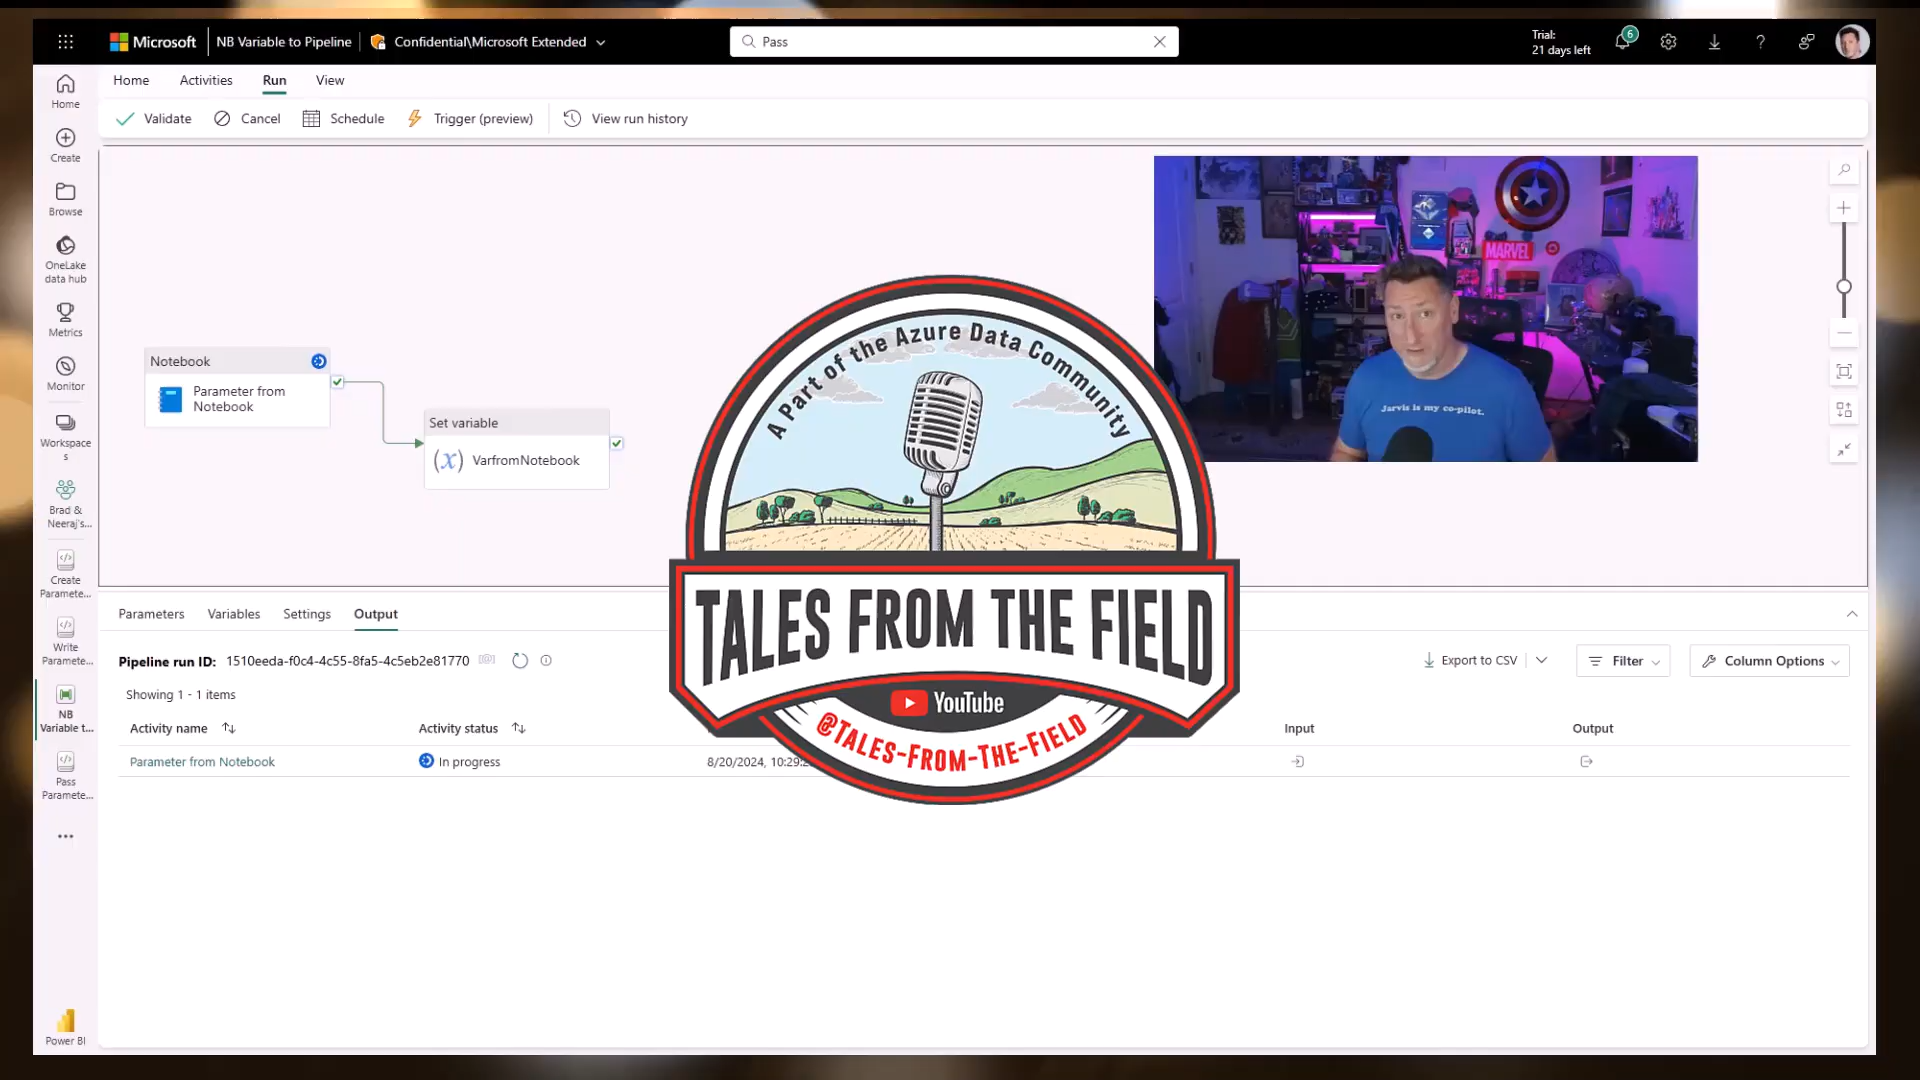 Microsoft
NB Variable to Pipeline
Confidential\Microsoft Extended
Pass
Trial:
21 days left
6
?
Home
Activities
Run
View
Validate
Cancel
Schedule
Trigger (preview)
View run history
Home
Create
Browse
OneLake
data hub
Metrics
Monitor
Workspace
s
Brad &
Neeraj's...
Create
Paramete...
Write
Paramete...
NB
Variable t...
Pass
Paramete...
Power BI
Notebook
Parameter from
Notebook
Set variable
(x) VarfromNotebook
MARVEL
Jarvis is my co-pilot.
A Part of the Azure Data Community
TALES FROM THE FIELD
YouTube
@TALES-FROM-THE-FIELD
Parameters
Variables
Settings
Output
Pipeline run ID: 1510eeda-f0c4-4c55-8fa5-4c5eb2e81770
Export to CSV
Filter
Column Options
Showing 1 - 1 items
Activity name
Activity status
Input
Output
Parameter from Notebook
In progress
8/20/2024, 10:29: